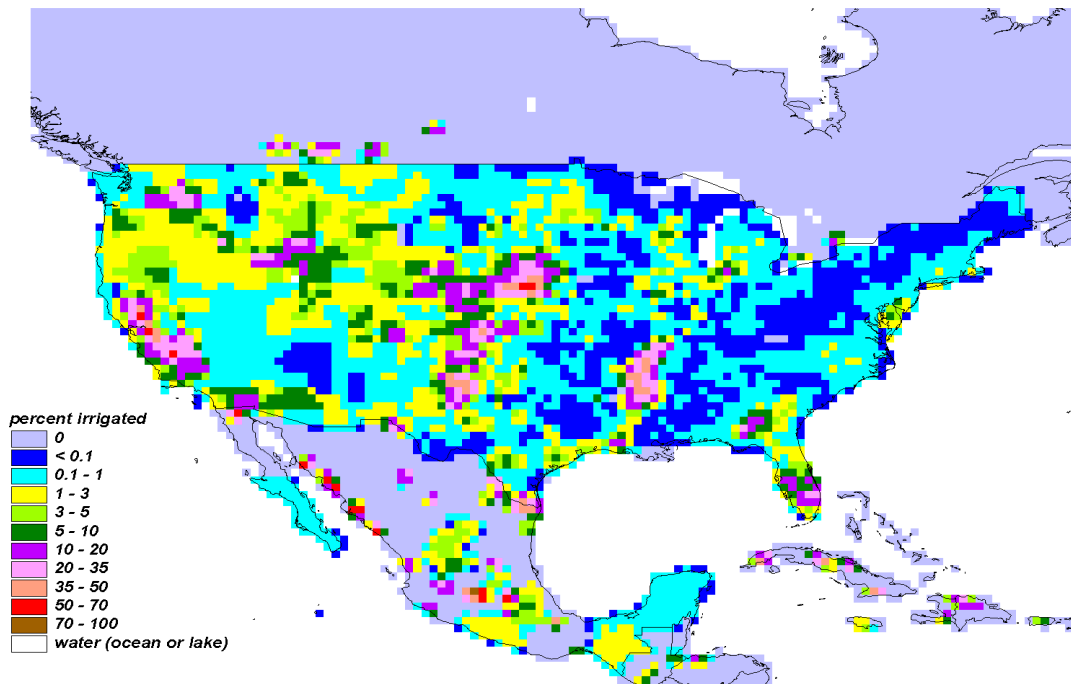 percent irrigated
0
< 0.1
0.1 - 1
1 - 3
3 - 5
5 - 10
10 - 20
20 - 35
35 - 50
50 - 70
70 - 100
water (ocean or lake)